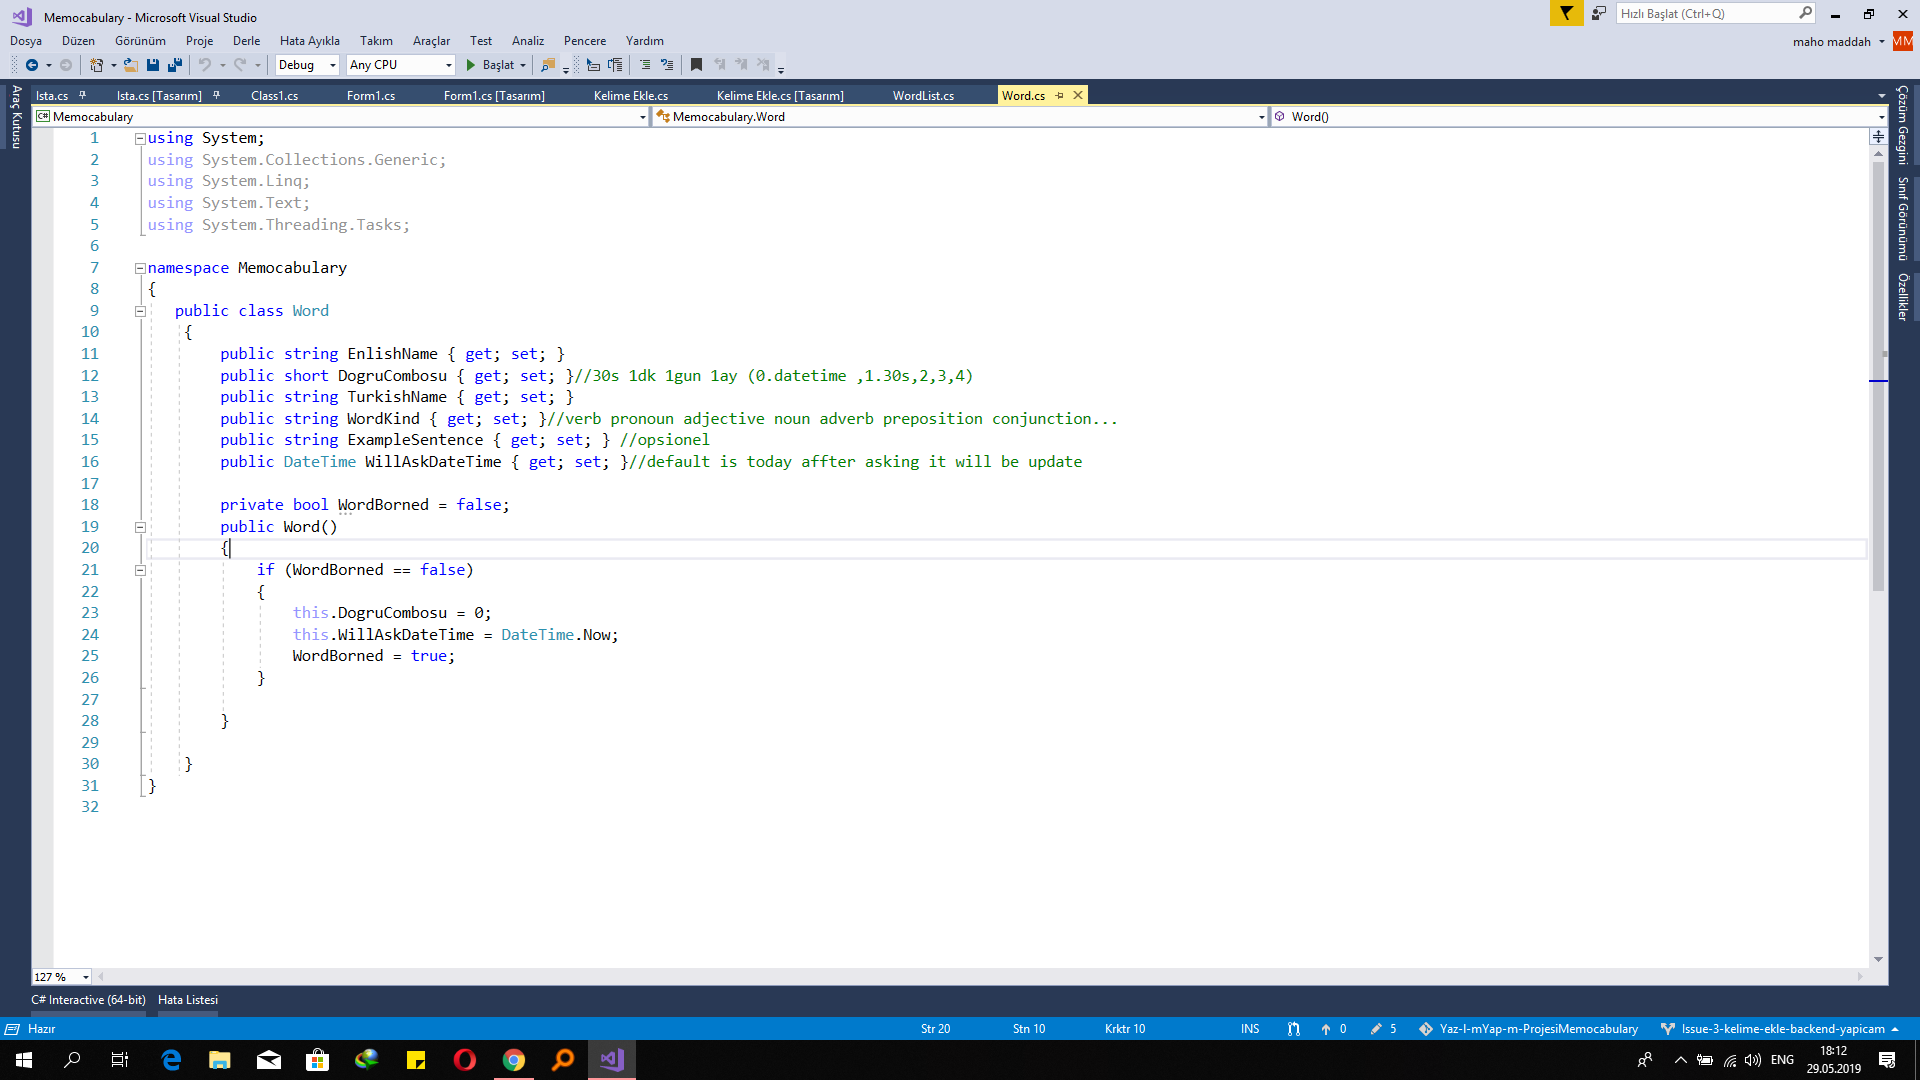 Memocabulary - Microsoft Visual Studio
Hızlı Başlat (Ctrl+Q)
Dosya Düzen Görünüm Proje Derle Hata Ayıkla Takım Araçlar Test Analiz Pencere Yardım
maho maddah MM
Debug Any CPU Başlat
Ista.cs Ista.cs [Tasarım] Class1.cs Form1.cs Form1.cs [Tasarım] Kelime Ekle.cs Kelime Ekle.cs [Tasarım] WordList.cs Word.cs
C# Memocabulary Memocabulary.Word Word()
Araç Kutusu
Çözüm Gezgini
Sınıf Görünümü
Özellikler
1 using System;
2 using System.Collections.Generic;
3 using System.Linq;
4 using System.Text;
5 using System.Threading.Tasks;
6
7 namespace Memocabulary
8 {
9 public class Word
10 {
11 public string EnlishName { get; set; }
12 public short DogruCombosu { get; set; }//30s 1dk 1gun 1ay (0.datetime ,1.30s,2,3,4)
13 public string TurkishName { get; set; }
14 public string WordKind { get; set; }//verb pronoun adjective noun adverb preposition conjunction...
15 public string ExampleSentence { get; set; } //opsionel
16 public DateTime WillAskDateTime { get; set; }//default is today affter asking it will be update
17
18 private bool WordBorned = false;
19 public Word()
20 {
21 if (WordBorned == false)
22 {
23 this.DogruCombosu = 0;
24 this.WillAskDateTime = DateTime.Now;
25 WordBorned = true;
26 }
27
28 }
29
30 }
31 }
32
127 %
C# Interactive (64-bit) Hata Listesi
Hazır Str 20 Stn 10 Krktr 10 INS 0 5 Yaz-l-mYap-m-ProjesiMemocabulary Issue-3-kelime-ekle-backend-yapicam
ENG 18:12
29.05.2019